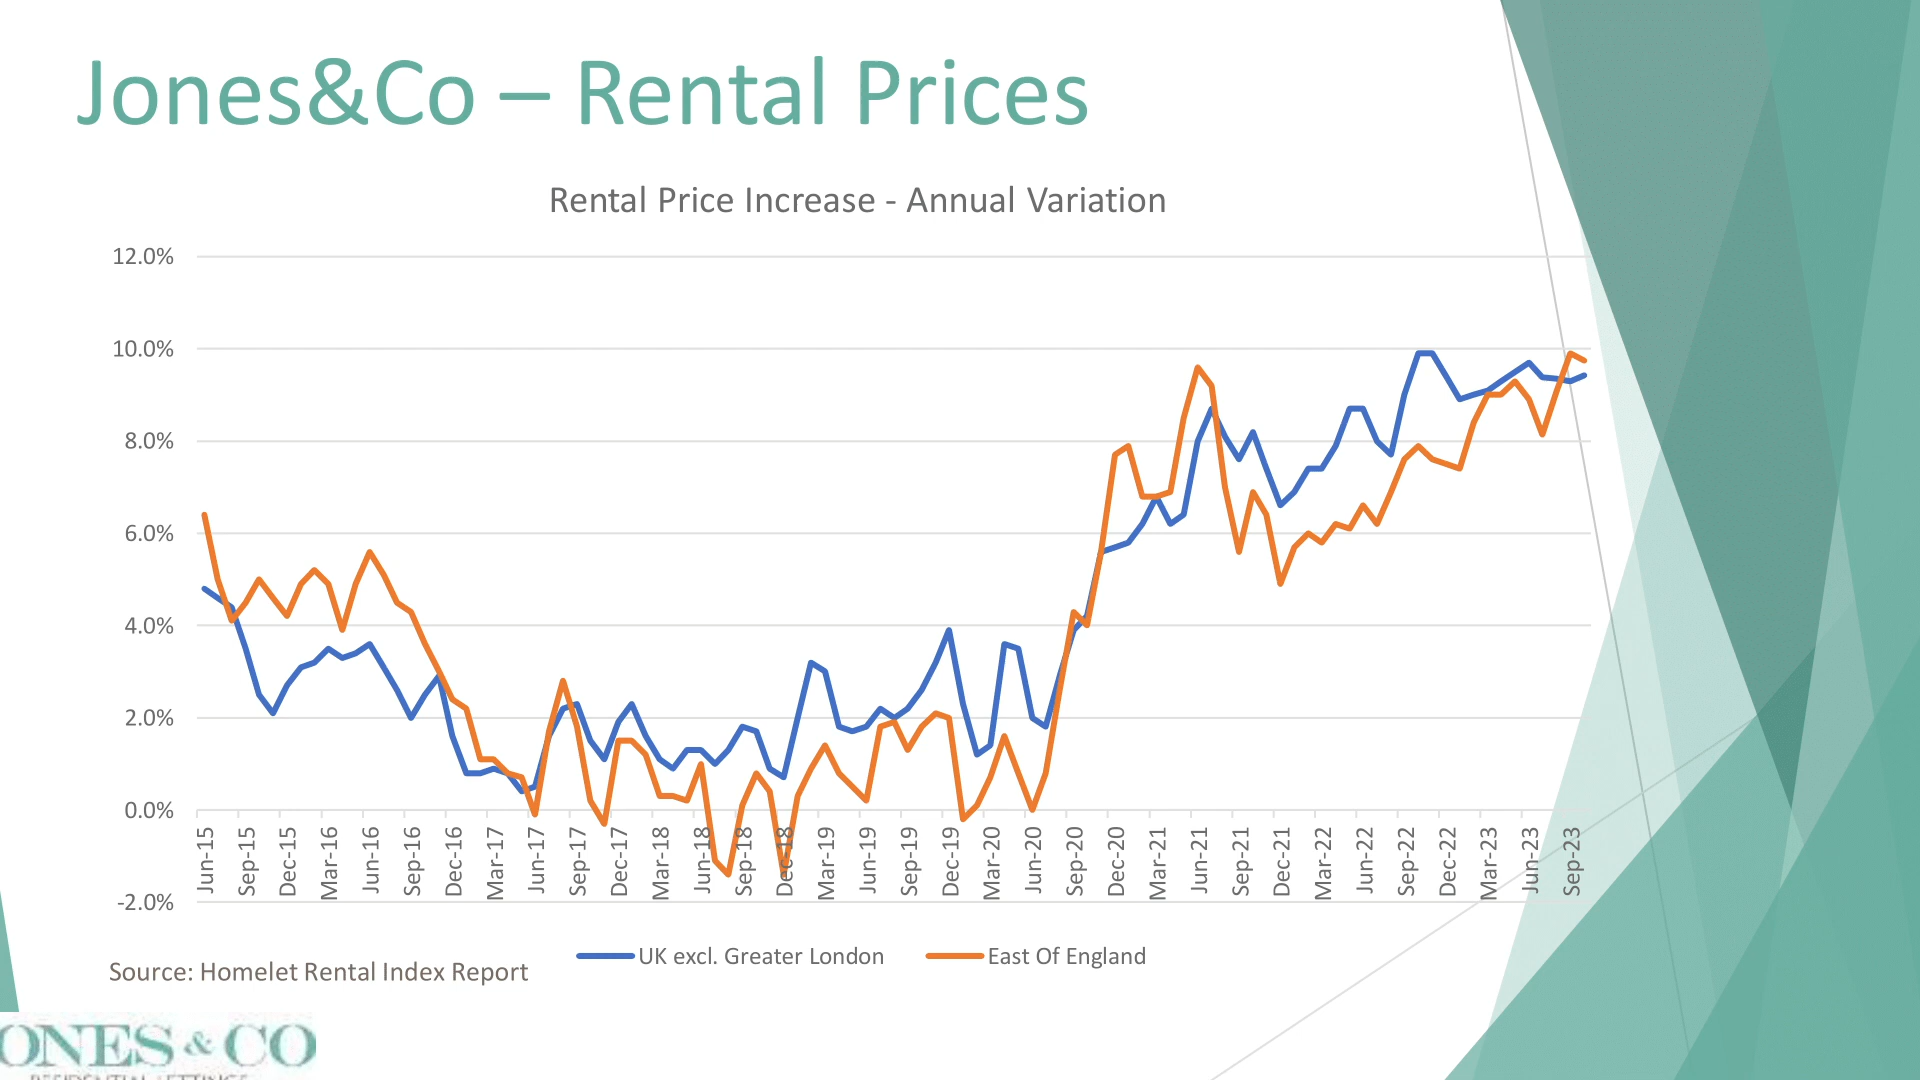 Jones&Co – Rental Prices
Rental Price Increase - Annual Variation
12.0%
10.0%
8.0%
6.0%
4.0%
2.0%
0.0%
-2.0%
Jun-15
Sep-15
Dec-15
Mar-16
Jun-16
Sep-16
Dec-16
Mar-17
Jun-17
Sep-17
Dec-17
Mar-18
Jun-18
Sep-18
Dec-18
Mar-19
Jun-19
Sep-19
Dec-19
Mar-20
Jun-20
Sep-20
Dec-20
Mar-21
Jun-21
Sep-21
Dec-21
Mar-22
Jun-22
Sep-22
Dec-22
Mar-23
Jun-23
Sep-23
UK excl. Greater London
East Of England
Source: Homelet Rental Index Report
ONES & CO